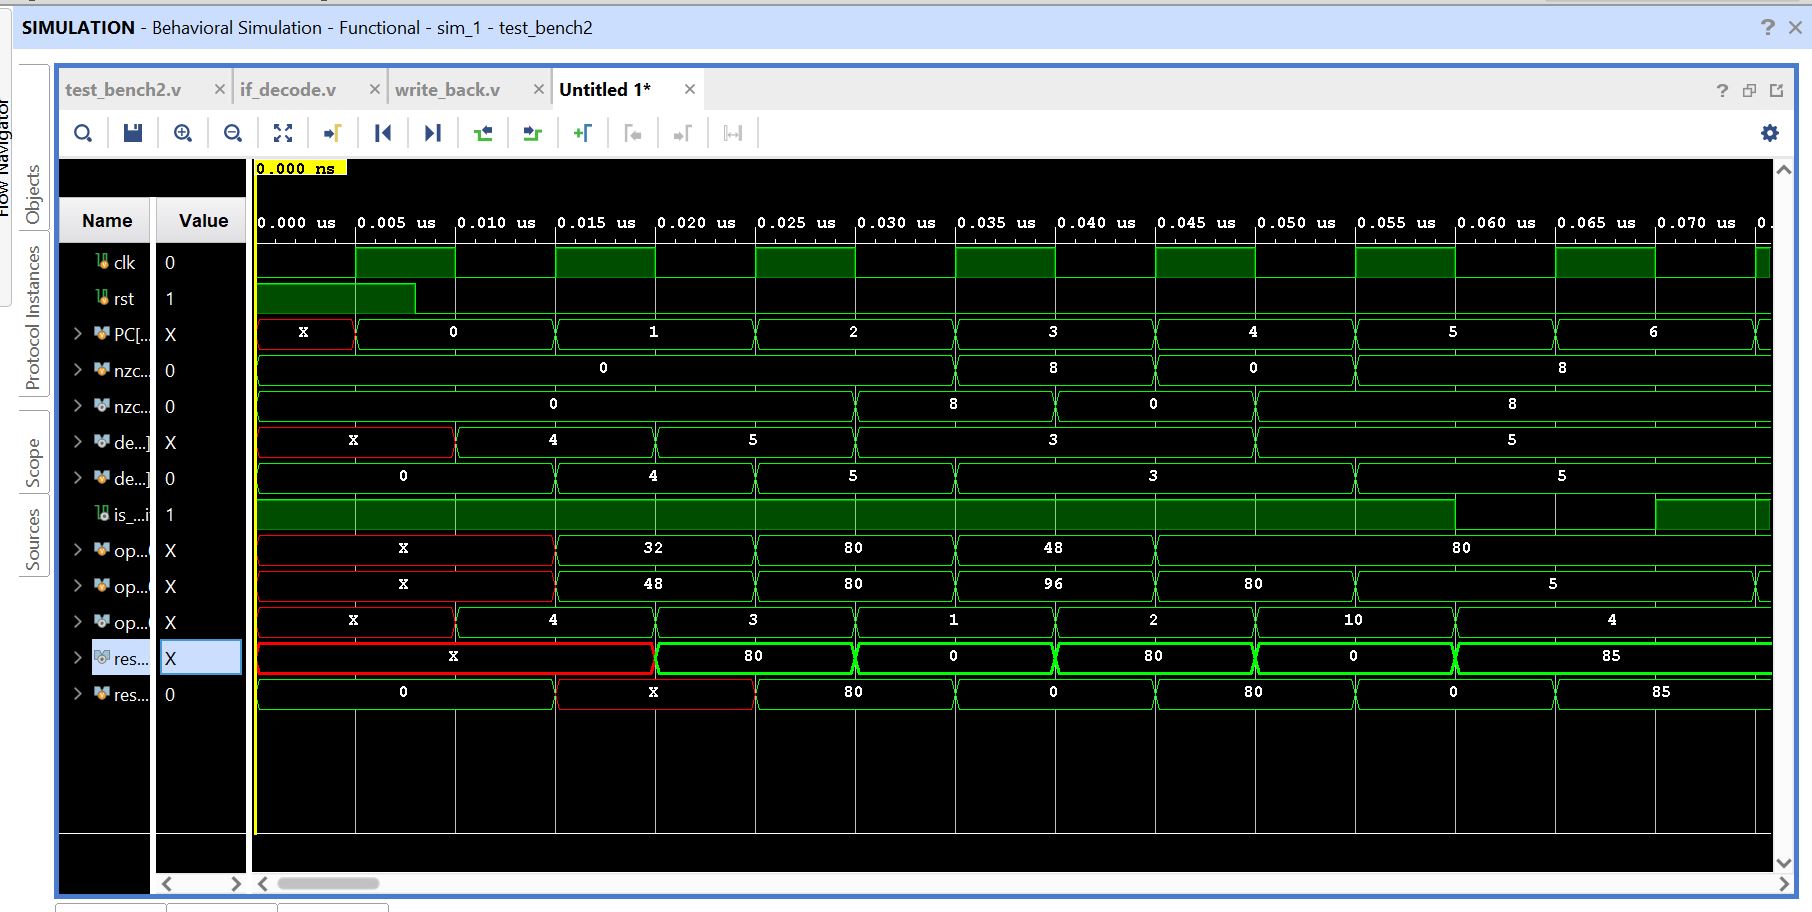 SIMULATION - Behavioral Simulation - Functional - sim_1 - test_bench2
? ×
Flow Navigator
Objects
Protocol Instances
Scope
Sources
test_bench2.v × if_decode.v × write_back.v × Untitled 1* ×
?
0.000 ns
Name Value
0.000 us 0.005 us 0.010 us 0.015 us 0.020 us 0.025 us 0.030 us 0.035 us 0.040 us 0.045 us 0.050 us 0.055 us 0.060 us 0.065 us 0.070 us 0.
clk 0
rst 1
PC[... X X 0 1 2 3 4 5 6
nzc... 0 0 8 0 8
nzc... 0 0 8 0 8
de...] X X 4 5 3 5
de...] 0 0 4 5 3 5
is_...i 1
op... X X 32 80 48 80
op... X X 48 80 96 80 5
op... X X 4 3 1 2 10 4
res... X X 80 0 80 0 85
res... 0 0 X 80 0 80 0 85